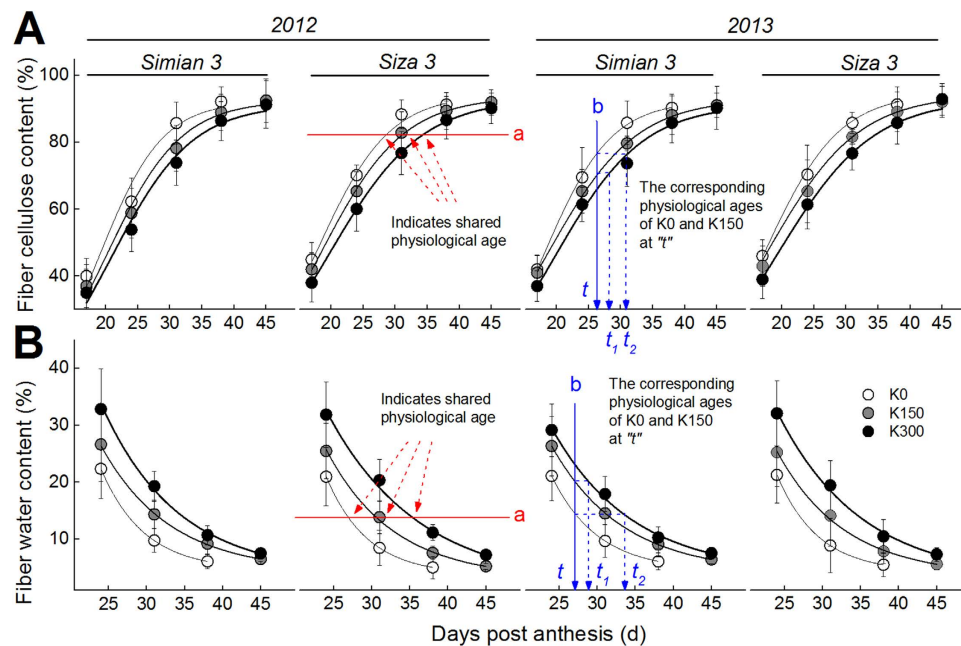 A
2012
2013
Simian 3
Siza 3
Simian 3
Siza 3
Fiber cellulose content (%)
100
80
60
40
a
Indicates shared
physiological age
b
The corresponding
physiological ages
of K0 and K150
at "t"
t
t1
t2
20 25 30 35 40 45
20 25 30 35 40 45
20 25 30 35 40 45
20 25 30 35 40 45
B
Fiber water content (%)
40
30
20
10
Indicates shared
physiological age
a
b
The corresponding
physiological ages
of K0 and K150
at "t"
t
t1
t2
K0
K150
K300
25 30 35 40 45
25 30 35 40 45
25 30 35 40 45
25 30 35 40 45
Days post anthesis (d)